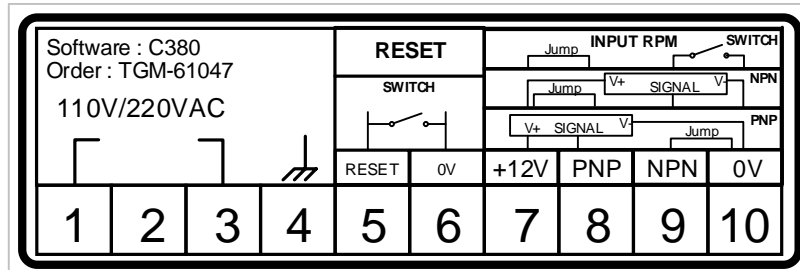 Software : C380
Order : TGM-61047
110V/220VAC
RESET
SWITCH
INPUT RPM
Jump
SWITCH
Jump
V+
SIGNAL
V-
NPN
V+
SIGNAL
V-
Jump
PNP
RESET
0V
+12V
PNP
NPN
0V
1
2
3
4
5
6
7
8
9
10